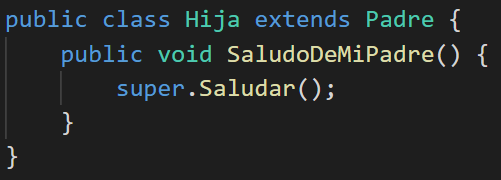 public class Hija extends Padre {
    public void SaludoDeMiPadre() {
        super.Saludar();
    }
}